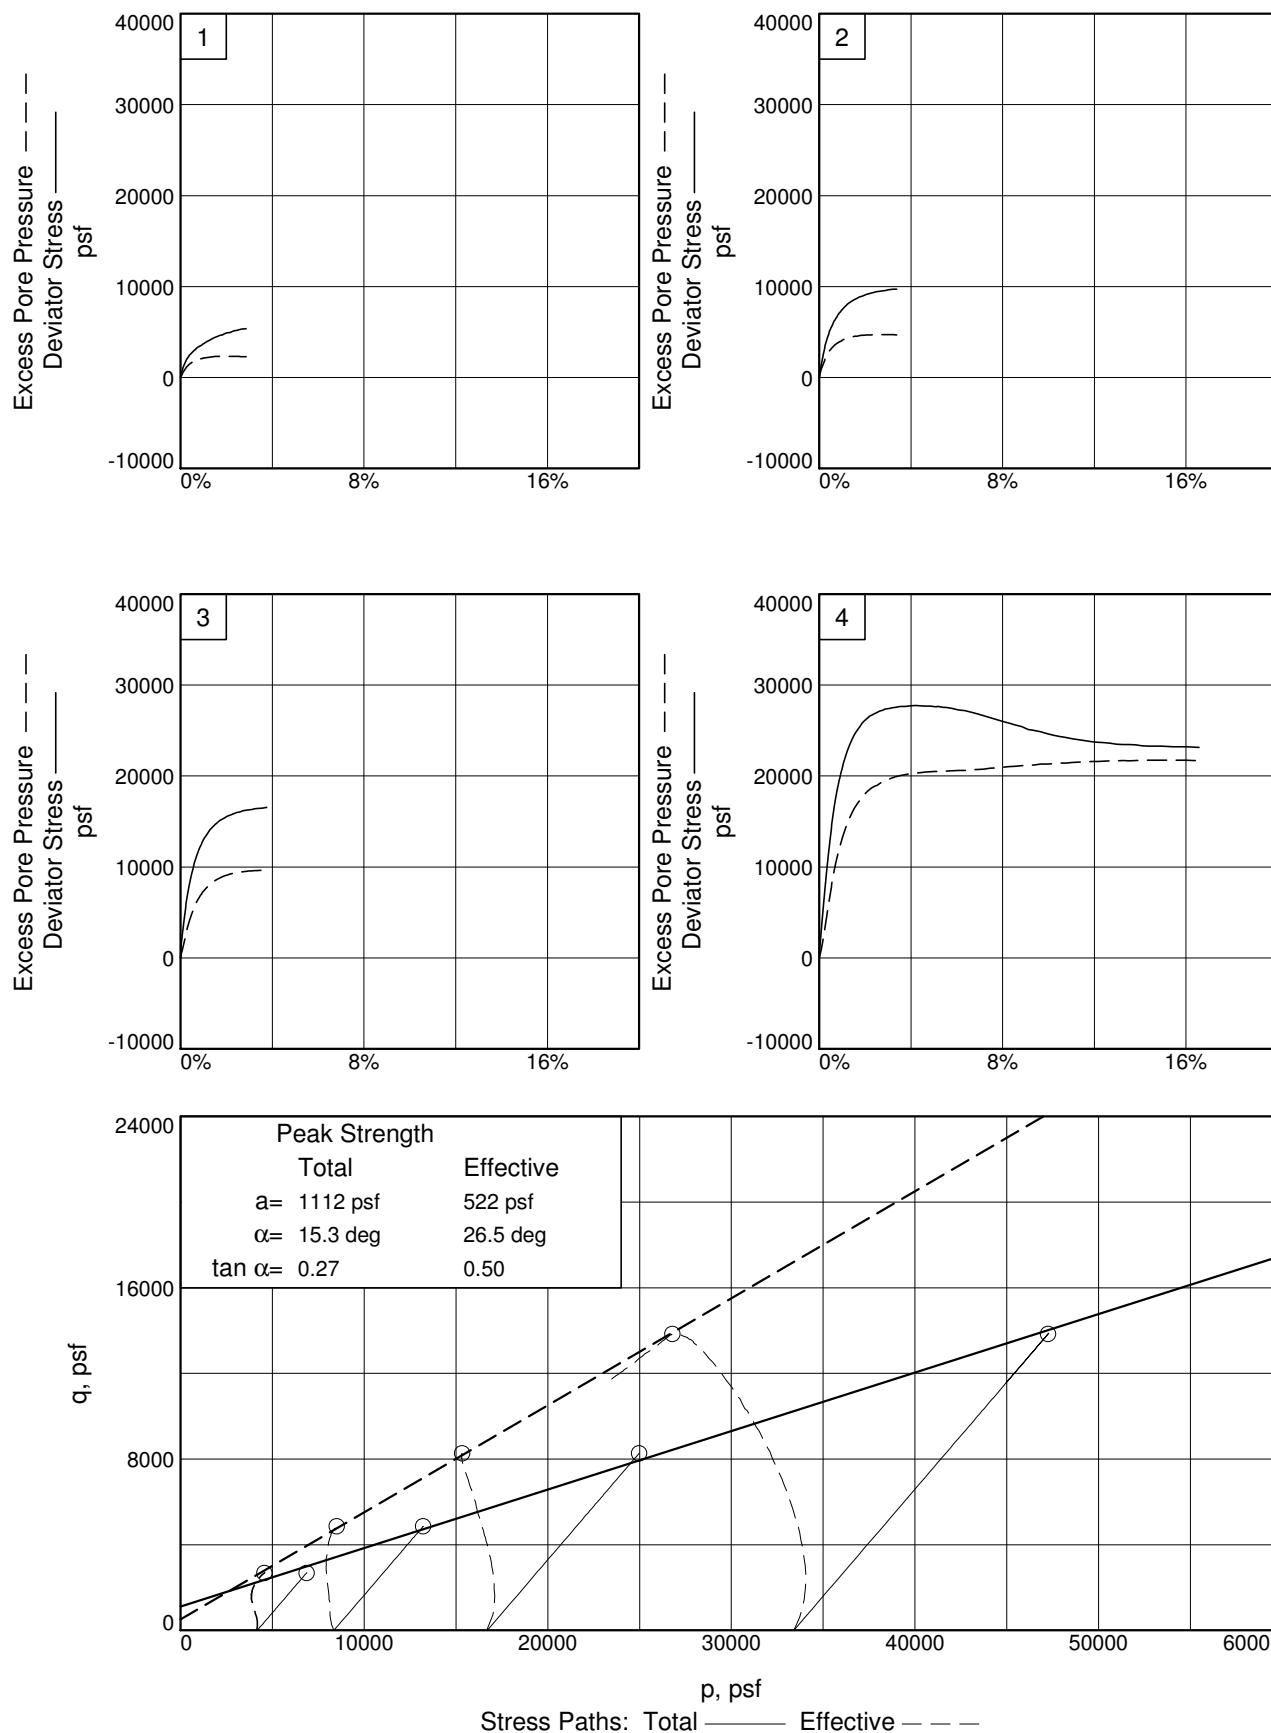 1
40000
30000
20000
10000
0
-10000
0%
8%
16%
Excess Pore Pressure
Deviator Stress
psf
2
40000
30000
20000
10000
0
-10000
0%
8%
16%
Excess Pore Pressure
Deviator Stress
psf
3
40000
30000
20000
10000
0
-10000
0%
8%
16%
Excess Pore Pressure
Deviator Stress
psf
4
40000
30000
20000
10000
0
-10000
0%
8%
16%
Excess Pore Pressure
Deviator Stress
psf
Peak Strength
Total Effective
a= 1112 psf 522 psf
α= 15.3 deg 26.5 deg
tan α= 0.27 0.50
24000
16000
8000
0
q, psf
0 10000 20000 30000 40000 50000 6000
p, psf
Stress Paths: Total Effective